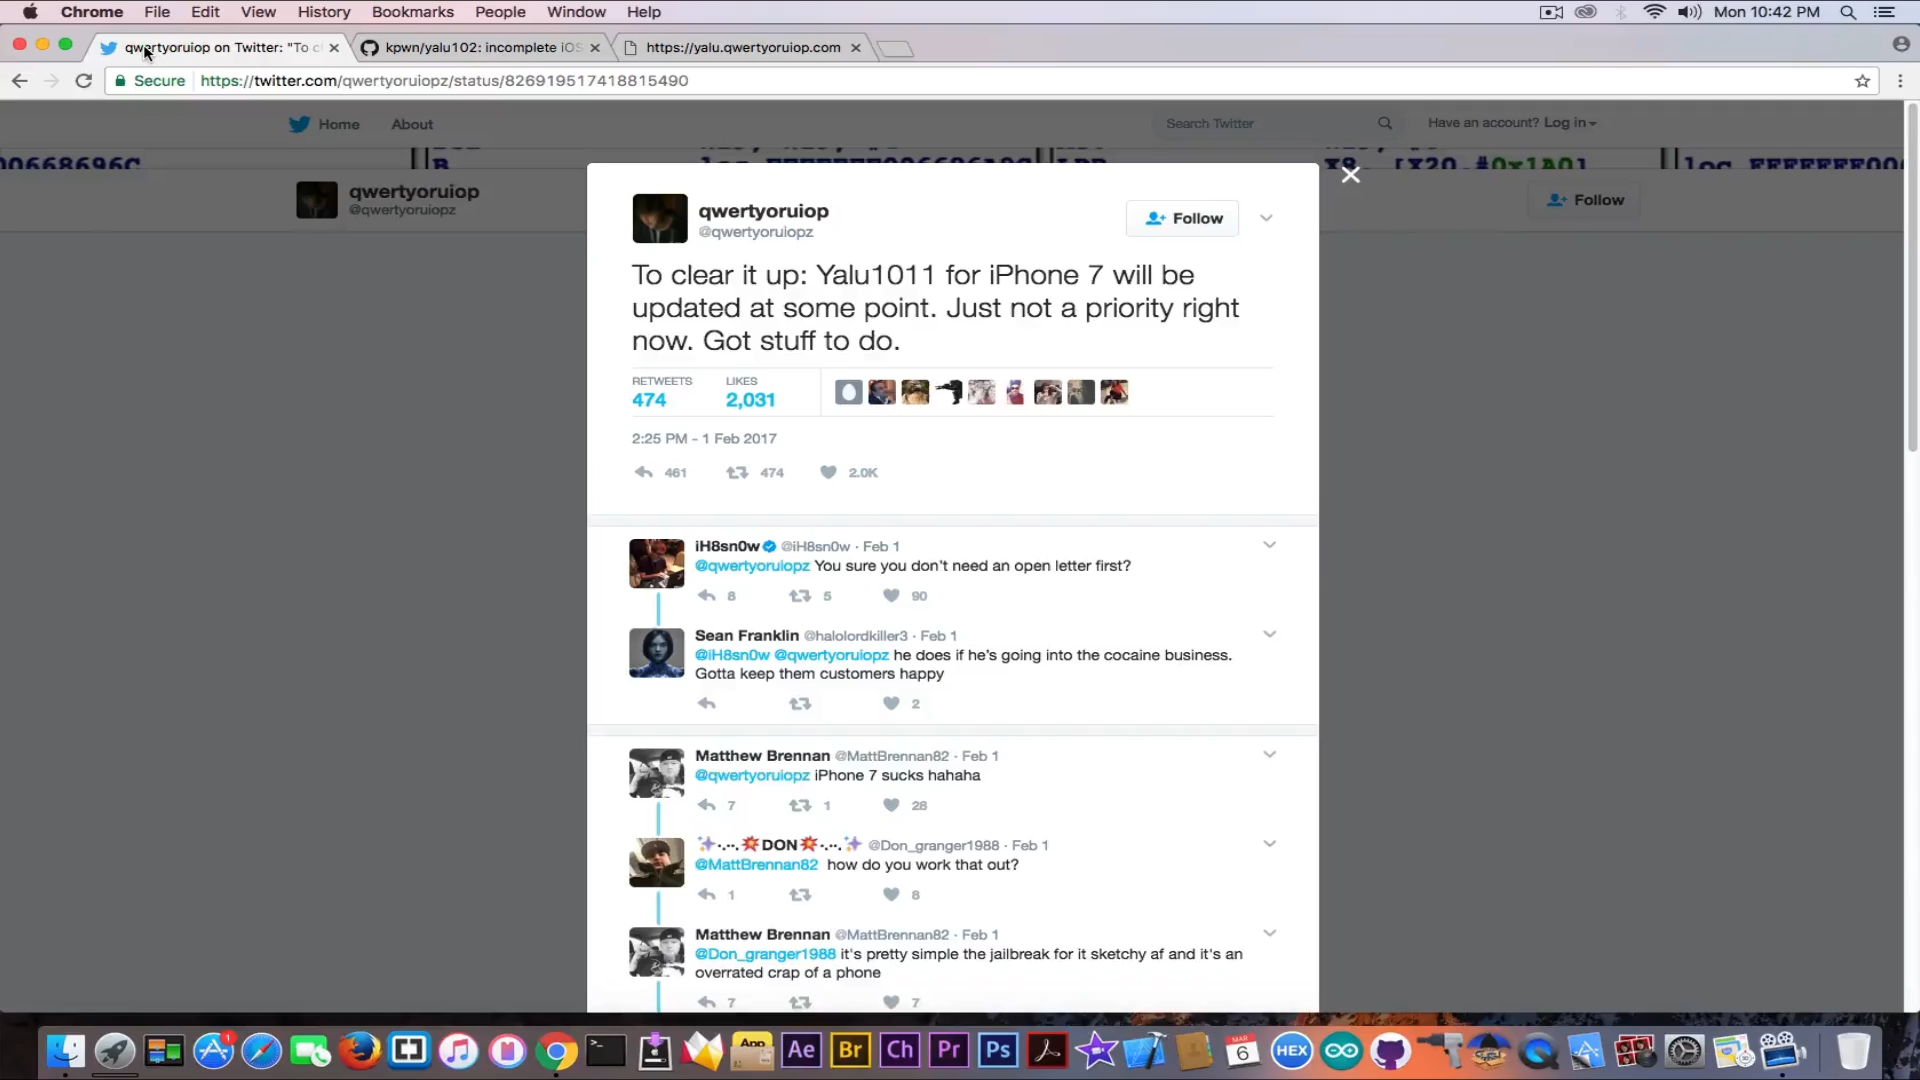 Chrome File Edit View History Bookmarks People Window Help Mon 10:42 PM
qwertyoruiop on Twitter: "To c kpwn/yalu102: incomplete iOS https://yalu.qwertyoruiop.com
Secure https://twitter.com/qwertyoruiopz/status/826919517418815490
Home About Search Twitter Have an account? Log in
qwertyoruiop
@qwertyoruiopz
Follow
qwertyoruiop
@qwertyoruiopz
Follow
To clear it up: Yalu1011 for iPhone 7 will be
updated at some point. Just not a priority right
now. Got stuff to do.
RETWEETS LIKES
474 2,031
2:25 PM - 1 Feb 2017
461 474 2.0K
iH8sn0w @iH8sn0w · Feb 1
@qwertyoruiopz You sure you don't need an open letter first?
8 5 90
Sean Franklin @halolordkiller3 · Feb 1
@iH8sn0w @qwertyoruiopz he does if he's going into the cocaine business.
Gotta keep them customers happy
2
Matthew Brennan @MattBrennan82 · Feb 1
@qwertyoruiopz iPhone 7 sucks hahaha
7 1 28
DON @Don_granger1988 · Feb 1
@MattBrennan82 how do you work that out?
1 8
Matthew Brennan @MattBrennan82 · Feb 1
@Don_granger1988 it's pretty simple the jailbreak for it sketchy af and it's an
overrated crap of a phone
7 7
1 App Ae Br Ch Pr Ps MAR 6 HEX